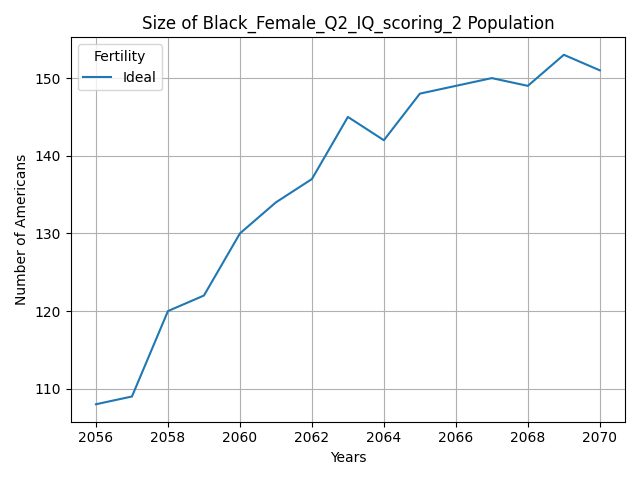 Size of Black_Female_Q2_IQ_scoring_2 Population
Fertility
Ideal
Number of Americans
150
140
130
120
110
2056 2058 2060 2062 2064 2066 2068 2070
Years